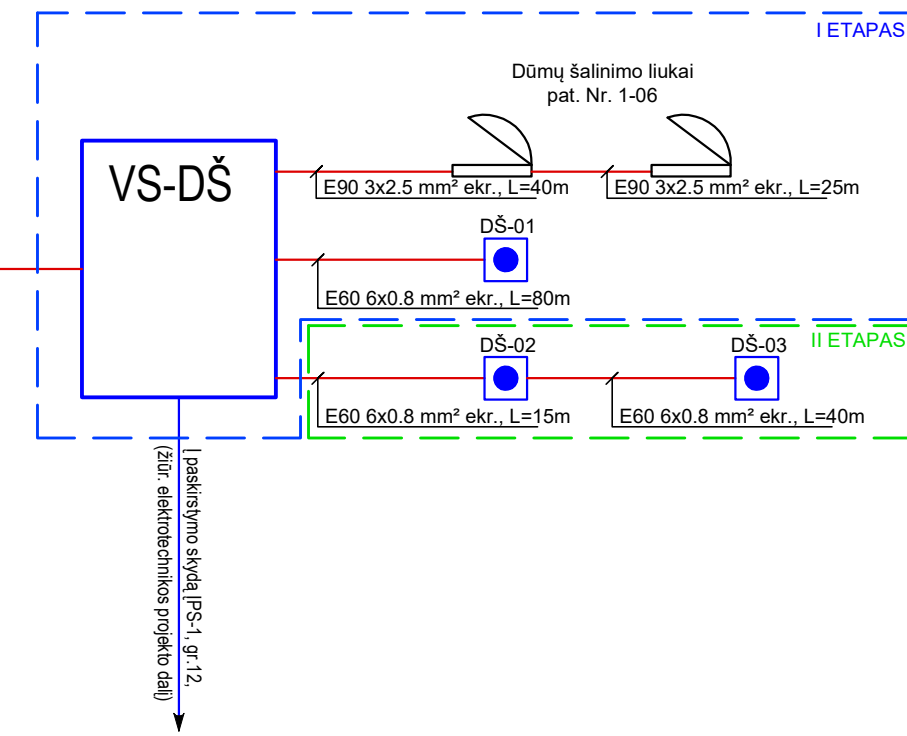 I ETAPAS
Dūmų šalinimo liukai
pat. Nr. 1-06
VS-DŠ
E90 3x2.5 mm² ekr., L=40m
E90 3x2.5 mm² ekr., L=25m
DŠ-01
E60 6x0.8 mm² ekr., L=80m
II ETAPAS
DŠ-02
DŠ-03
E60 6x0.8 mm² ekr., L=15m
E60 6x0.8 mm² ekr., L=40m
Į paskirstymo skydą ĮPS-1, gr.12,
(žiūr. elektrotechnikos projekto dalį)